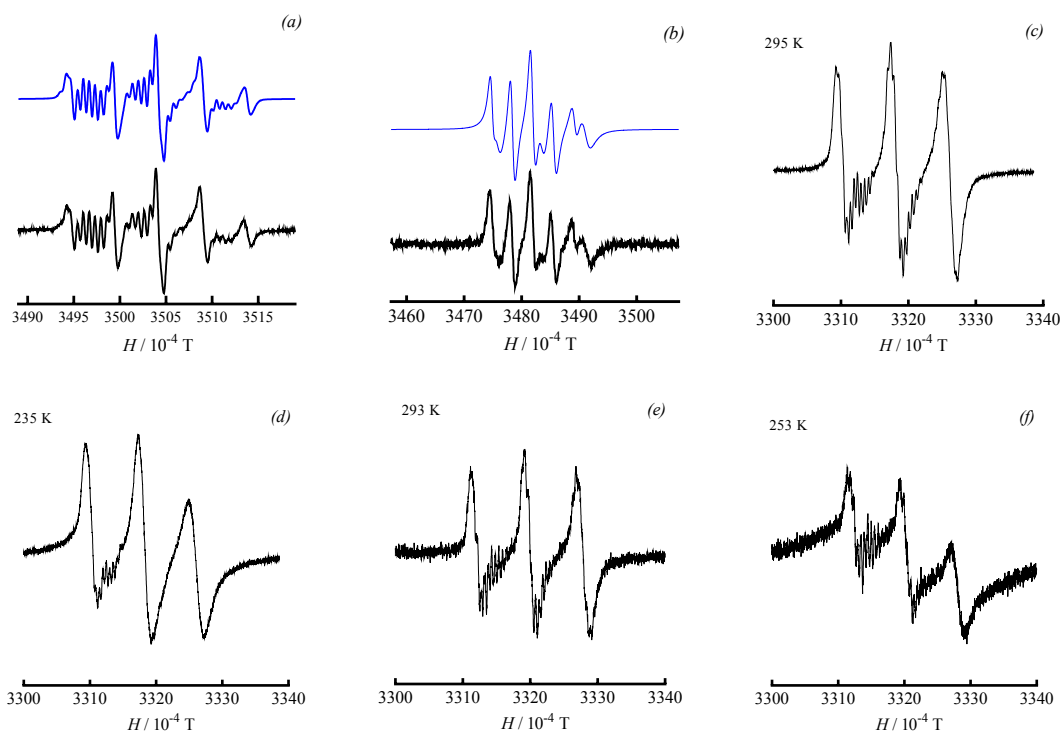 (a)
3490 3495 3500 3505 3510 3515
H / 10⁻⁴ T
(b)
3460 3470 3480 3490 3500
H / 10⁻⁴ T
295 K (c)
3300 3310 3320 3330 3340
H / 10⁻⁴ T
235 K (d)
3300 3310 3320 3330 3340
H / 10⁻⁴ T
293 K (e)
3300 3310 3320 3330 3340
H / 10⁻⁴ T
253 K (f)
3300 3310 3320 3330 3340
H / 10⁻⁴ T